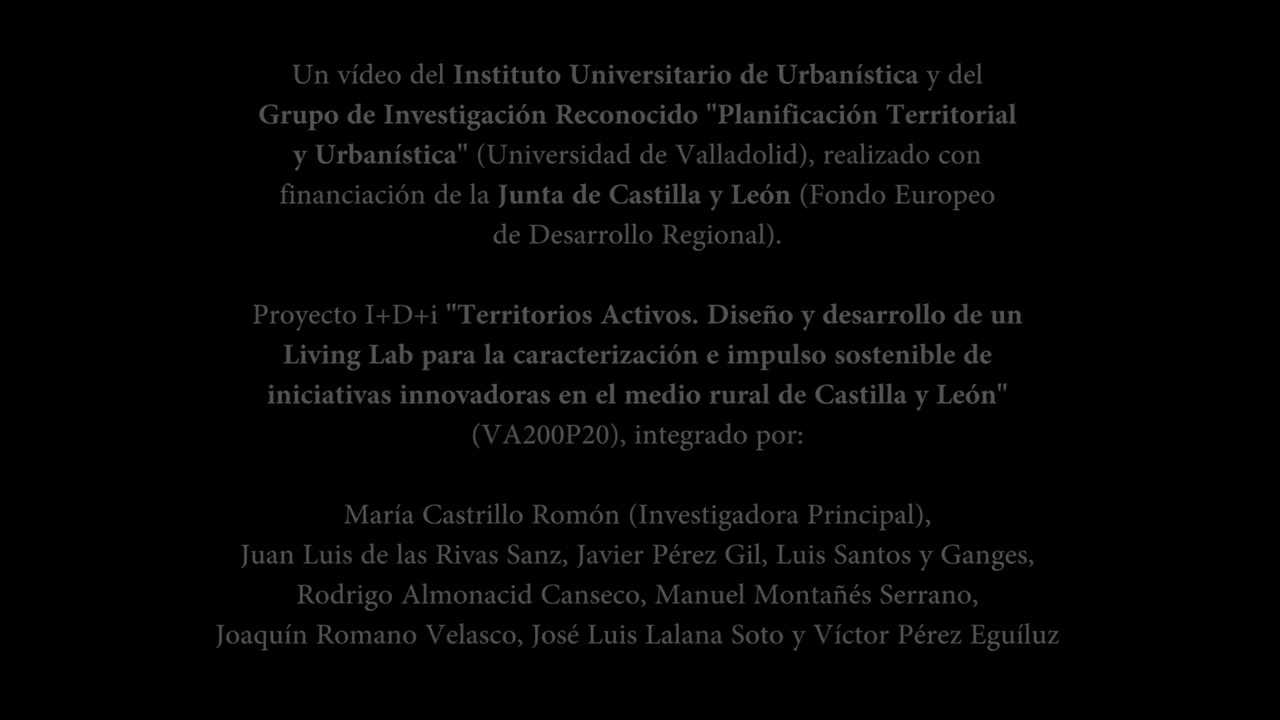 Un vídeo del Instituto Universitario de Urbanística y del
Grupo de Investigación Reconocido "Planificación Territorial
y Urbanística" (Universidad de Valladolid), realizado con
financiación de la Junta de Castilla y León (Fondo Europeo
de Desarrollo Regional).
Proyecto I+D+i "Territorios Activos. Diseño y desarrollo de un
Living Lab para la caracterización e impulso sostenible de
iniciativas innovadoras en el medio rural de Castilla y León"
(VA200P20), integrado por:
María Castrillo Romón (Investigadora Principal),
Juan Luis de las Rivas Sanz, Javier Pérez Gil, Luis Santos y Ganges,
Rodrigo Almonacid Canseco, Manuel Montañés Serrano,
Joaquín Romano Velasco, José Luis Lalana Soto y Víctor Pérez Eguíluz